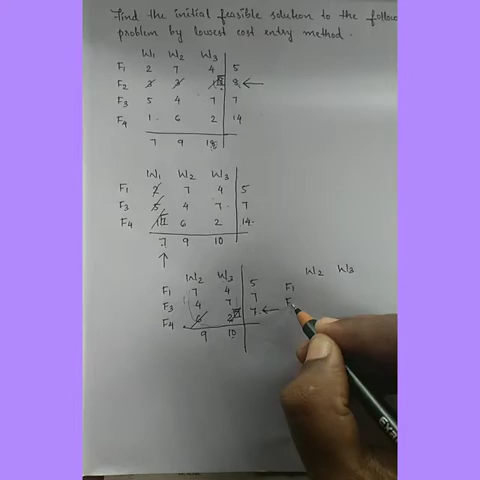 Find the initial feasible solution to the follow
problem by lowest cost entry method.
W1 W2 W3
F1 2 7 4 5
F2 3 3 1 8
F3 5 4 7 7
F4 1 6 2 14
7 9 18
W1 W2 W3
F1 2 7 4 5
F3 5 4 7 7
F4 1 6 2 14
7 9 10
W2 W3
F1 7 4 5
F3 4 7 7
F4 6 2 7
9 10
W2 W3
F1
F